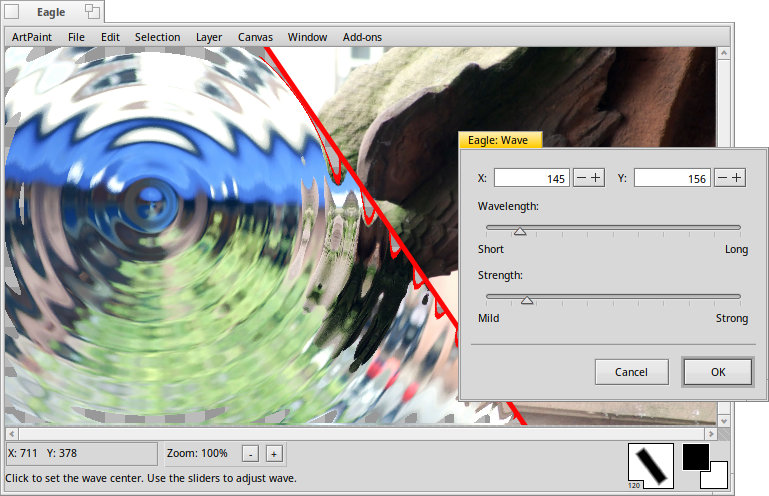 Eagle
ArtPaint File Edit Selection Layer Canvas Window Add-ons
Eagle: Wave
X: 145 Y: 156
Wavelength:
Short Long
Strength:
Mild Strong
Cancel OK
X: 711 Y: 378 Zoom: 100% - +
Click to set the wave center. Use the sliders to adjust wave.
120